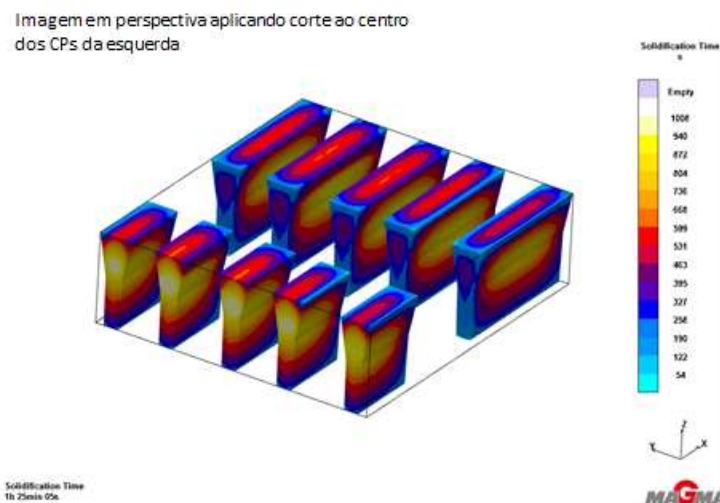 Imagem em perspectiva aplicando corte ao centro
dos CPs da esquerda
Solidification Time
s
Empty
1008
940
872
804
736
668
599
531
463
395
327
258
190
122
54
Z
Y
X
Solidification Time
1h 25min 05s
MAGMA